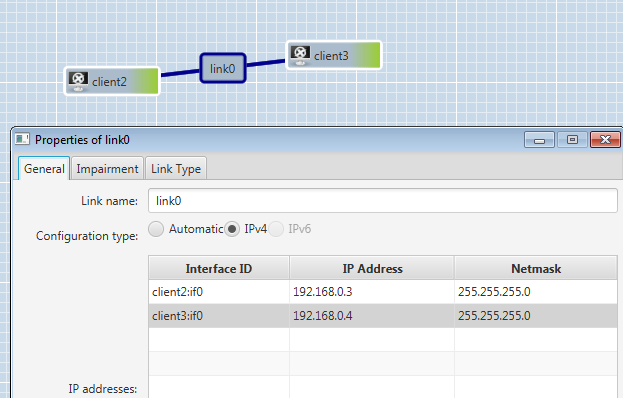 client2
link0
client3
Properties of link0
General Impairment Link Type
Link name: link0
Configuration type: Automatic IPv4 IPv6
Interface ID IP Address Netmask
client2:if0 192.168.0.3 255.255.255.0
client3:if0 192.168.0.4 255.255.255.0
IP addresses: